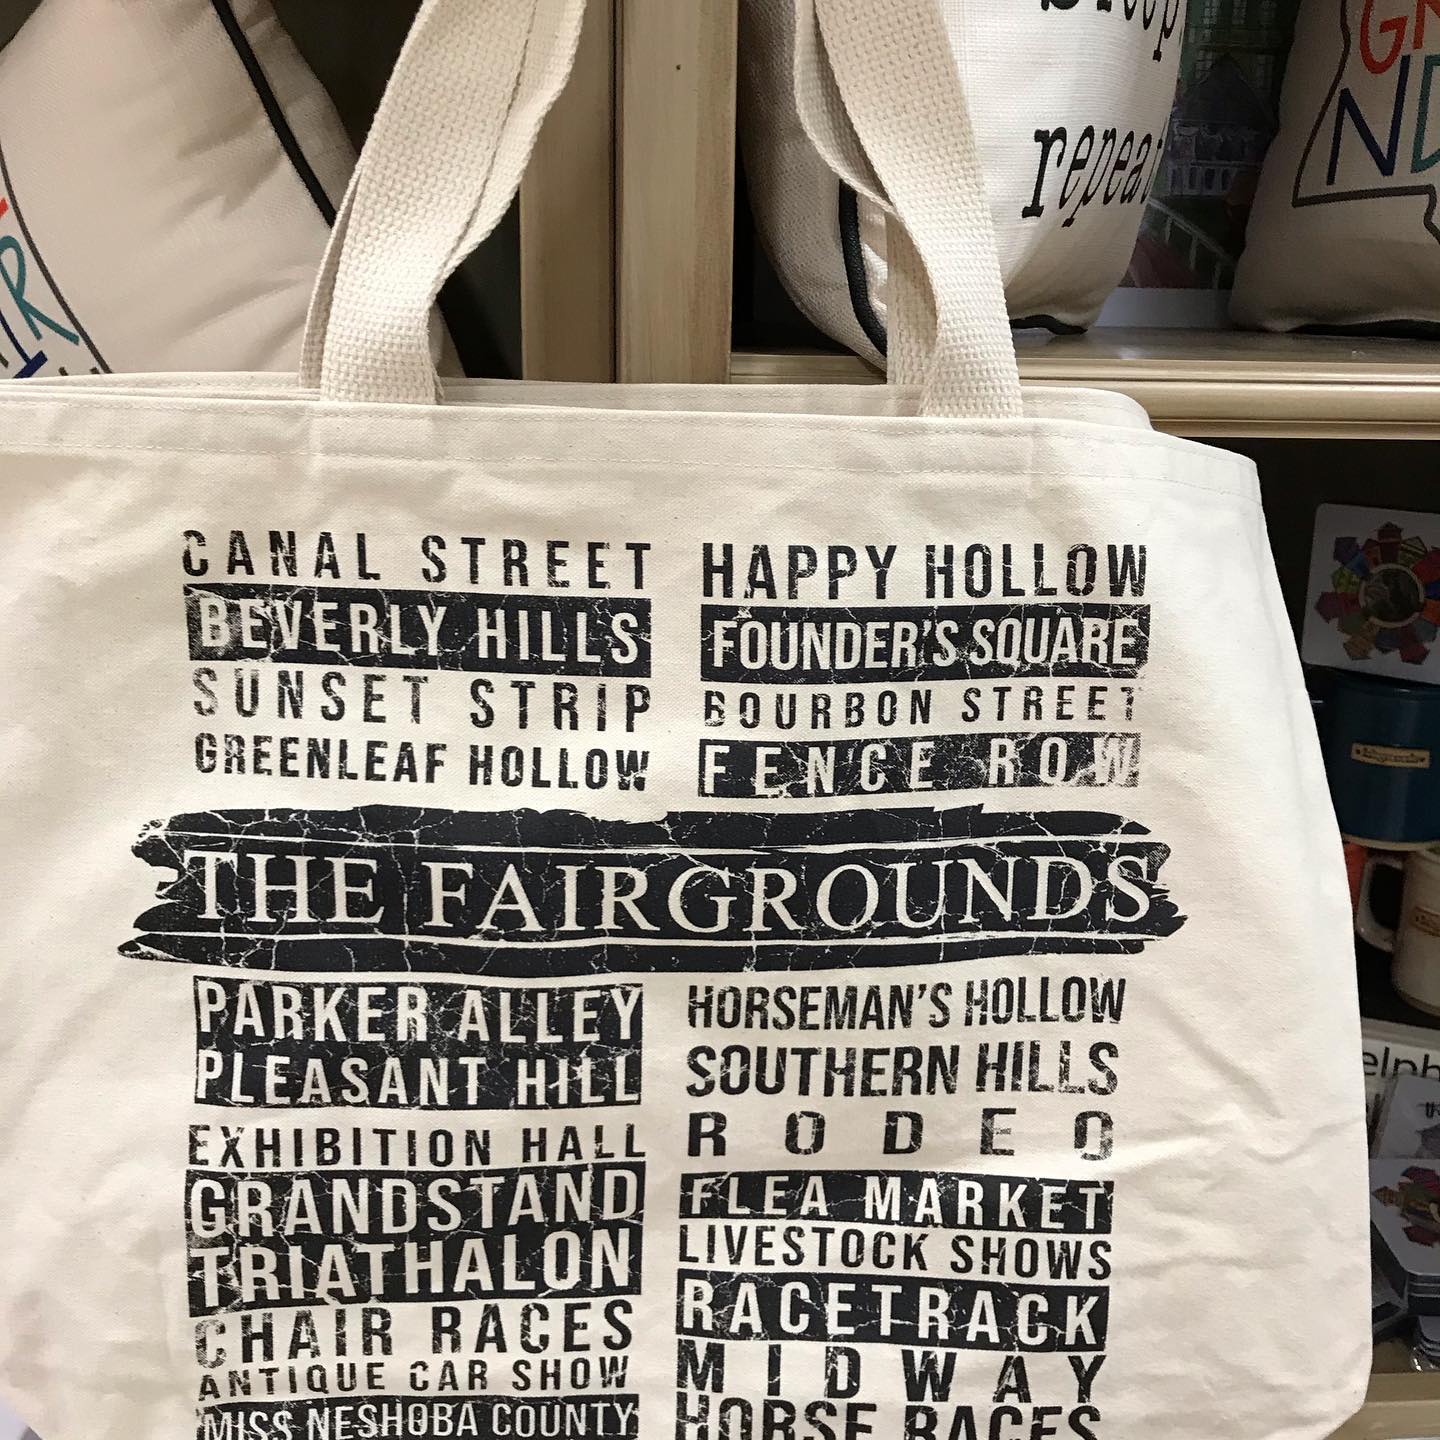 repeat
CANAL STREET
BEVERLY HILLS
SUNSET STRIP
GREENLEAF HOLLOW
HAPPY HOLLOW
FOUNDER'S SQUARE
BOURBON STREET
FENCE ROW
THE FAIRGROUNDS
PARKER ALLEY
PLEASANT HILL
EXHIBITION HALL
GRANDSTAND
TRIATHALON
CHAIR RACES
ANTIQUE CAR SHOW
MISS NESHOBA COUNTY
HORSEMAN'S HOLLOW
SOUTHERN HILLS
RODEO
FLEA MARKET
LIVESTOCK SHOWS
RACETRACK
MIDWAY
HORSE RACES